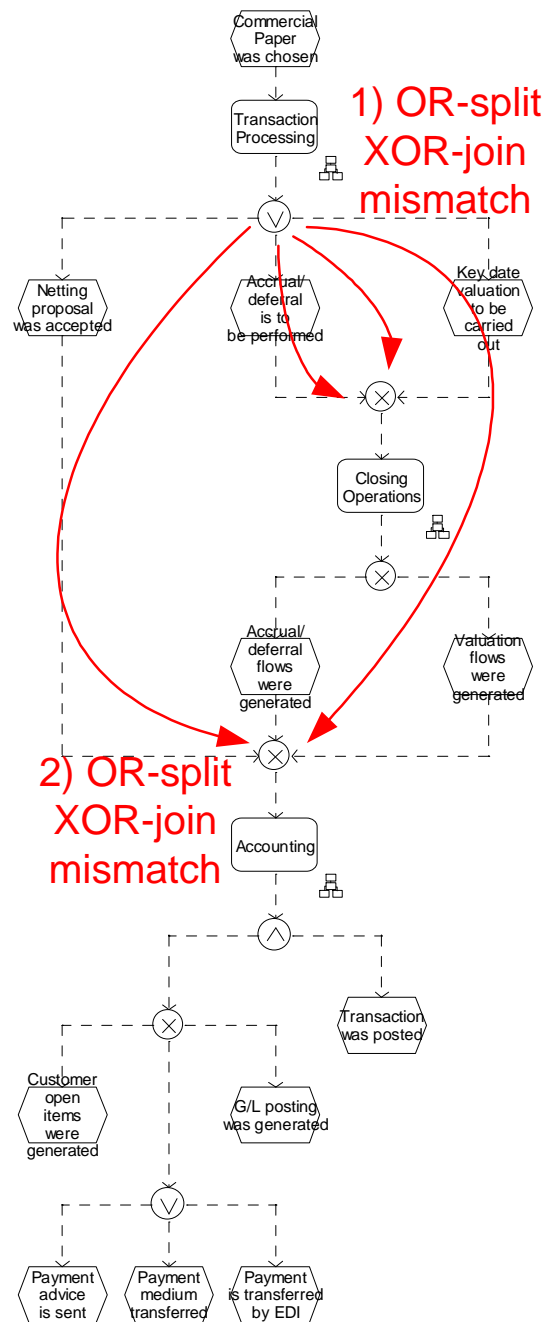 Commercial
Paper
was chosen
1) OR-split
XOR-join
mismatch
Transaction
Processing
Netting
proposal
was accepted
Accrual/
deferral
is to
be performed
Key date
valuation
to be
carried
out
Closing
Operations
Accrual/
deferral
flows
were
generated
Valuation
flows
were
generated
2) OR-split
XOR-join
mismatch
Accounting
Transaction
was posted
Customer
open
items
were
generated
G/L posting
was generated
Payment
advice
is sent
Payment
medium
transferred
Payment
is transferred
by EDI